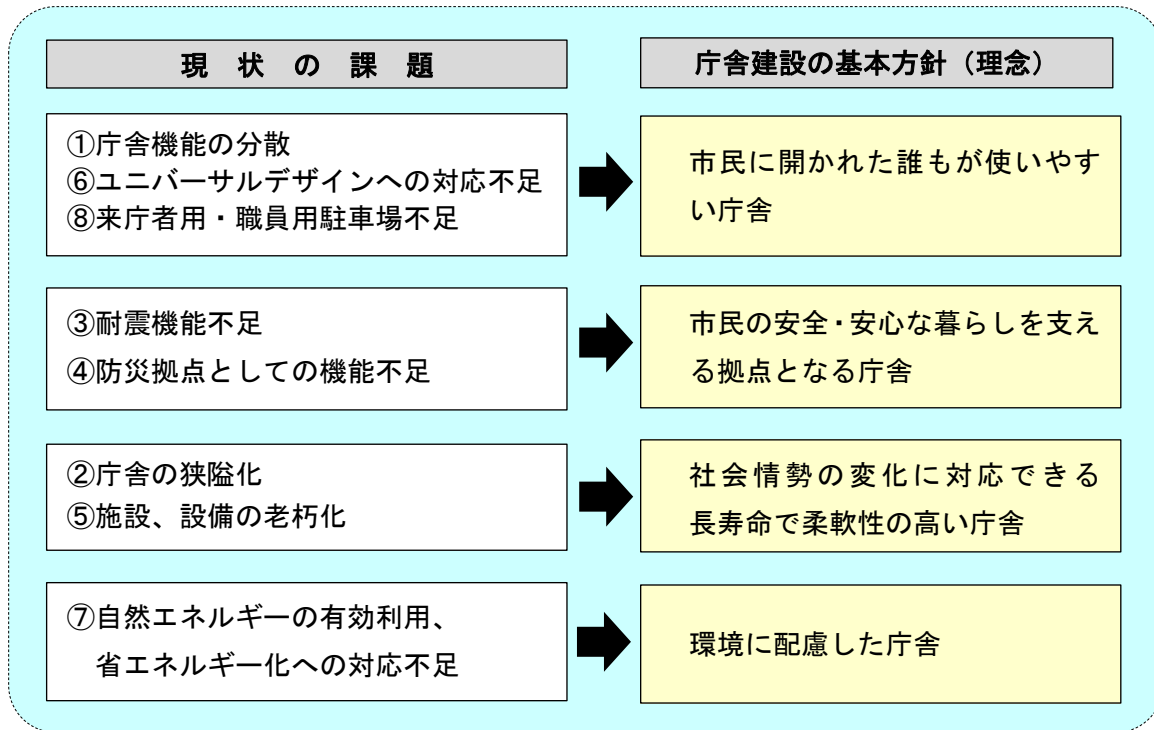 現状の課題
庁舎建設の基本方針（理念）
①庁舎機能の分散
⑥ユニバーサルデザインへの対応不足
⑧来庁者用・職員用駐車場不足
市民に開かれた誰もが使いやす
い庁舎
③耐震機能不足
④防災拠点としての機能不足
市民の安全・安心な暮らしを支え
る拠点となる庁舎
②庁舎の狭隘化
⑤施設、設備の老朽化
社会情勢の変化に対応できる
長寿命で柔軟性の高い庁舎
⑦自然エネルギーの有効利用、
省エネルギー化への対応不足
環境に配慮した庁舎